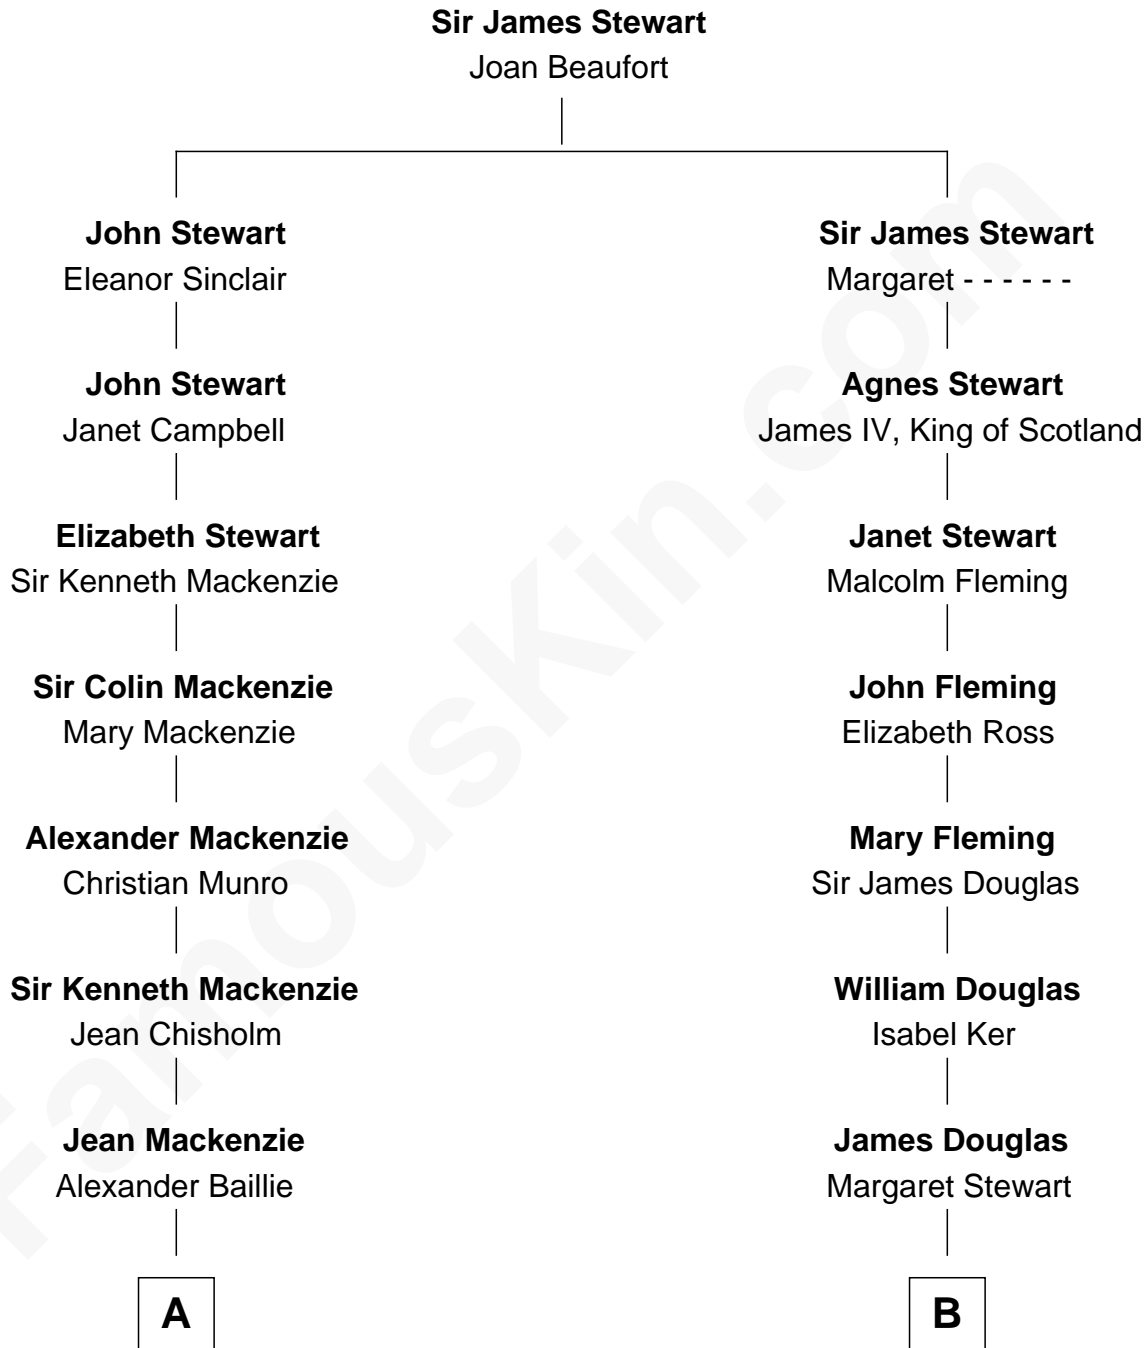 Sir James Stewart
Joan Beaufort
John Stewart
Eleanor Sinclair
Sir James Stewart
Margaret - - - - - -
John Stewart
Janet Campbell
Agnes Stewart
James IV, King of Scotland
Elizabeth Stewart
Sir Kenneth Mackenzie
Janet Stewart
Malcolm Fleming
Sir Colin Mackenzie
Mary Mackenzie
John Fleming
Elizabeth Ross
Alexander Mackenzie
Christian Munro
Mary Fleming
Sir James Douglas
Sir Kenneth Mackenzie
Jean Chisholm
William Douglas
Isabel Ker
Jean Mackenzie
Alexander Baillie
James Douglas
Margaret Stewart
A
B
FamousKin.com